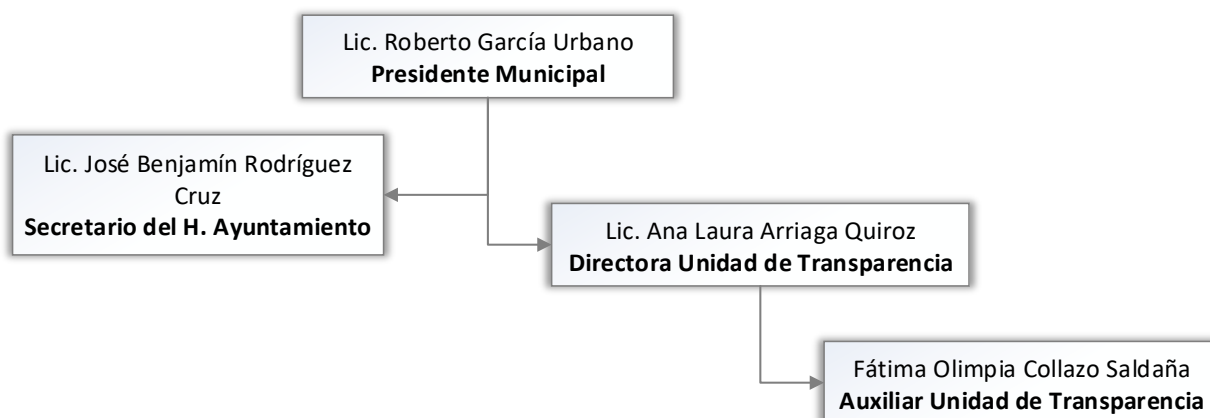 Lic. Roberto García Urbano
Presidente Municipal
Lic. José Benjamín Rodríguez
Cruz
Secretario del H. Ayuntamiento
Lic. Ana Laura Arriaga Quiroz
Directora Unidad de Transparencia
Fátima Olimpia Collazo Saldaña
Auxiliar Unidad de Transparencia